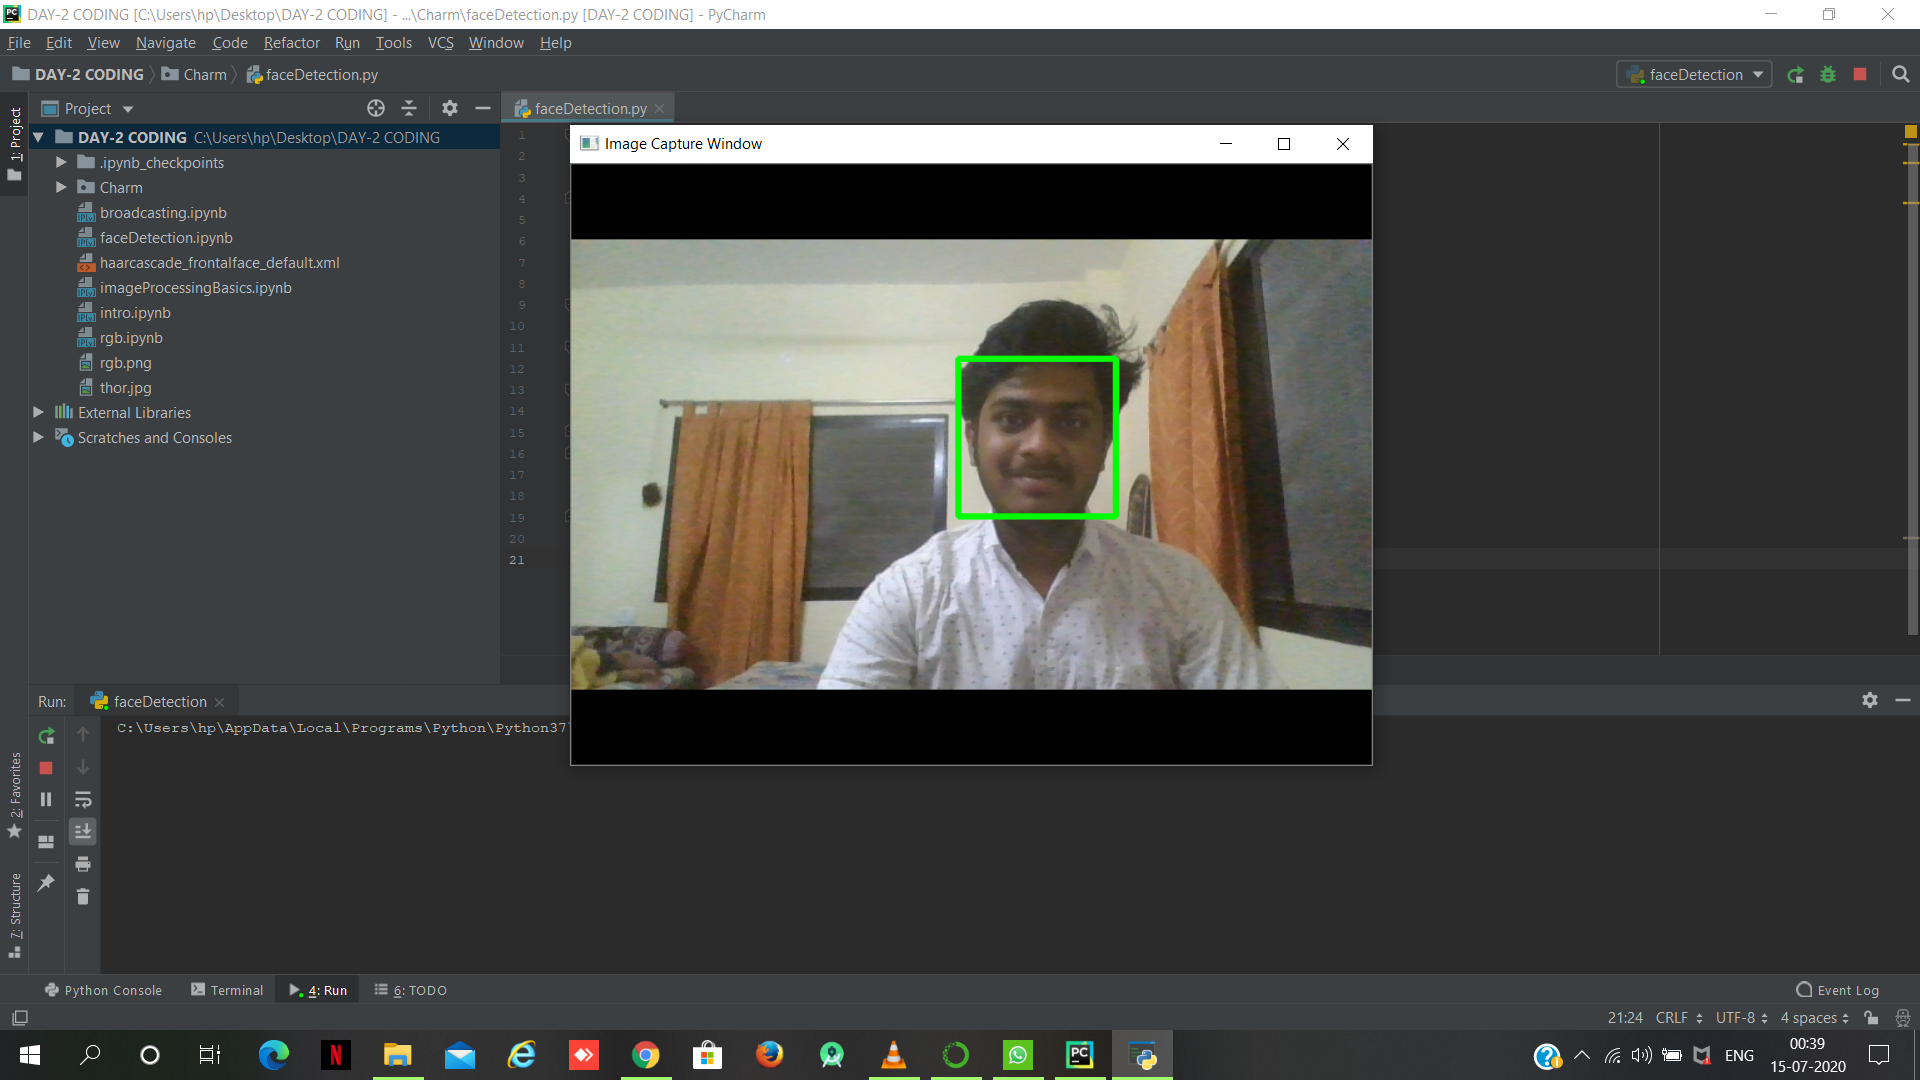 DAY-2 CODING [C:\Users\hp\Desktop\DAY-2 CODING] - ...\Charm\faceDetection.py [DAY-2 CODING] - PyCharm
File Edit View Navigate Code Refactor Run Tools VCS Window Help
DAY-2 CODING Charm faceDetection.py
faceDetection
Project
faceDetection.py
1: Project
DAY-2 CODING C:\Users\hp\Desktop\DAY-2 CODING
.ipynb_checkpoints
Charm
broadcasting.ipynb
faceDetection.ipynb
haarcascade_frontalface_default.xml
imageProcessingBasics.ipynb
intro.ipynb
rgb.ipynb
rgb.png
thor.jpg
External Libraries
Scratches and Consoles
1
2
3
4
5
6
7
8
9
10
11
12
13
14
15
16
17
18
19
20
21
Image Capture Window
Run: faceDetection
C:\Users\hp\AppData\Local\Programs\Python\Python37
2: Favorites
7: Structure
Python Console Terminal 4: Run 6: TODO Event Log
21:24 CRLF UTF-8 4 spaces
ENG
00:39
15-07-2020